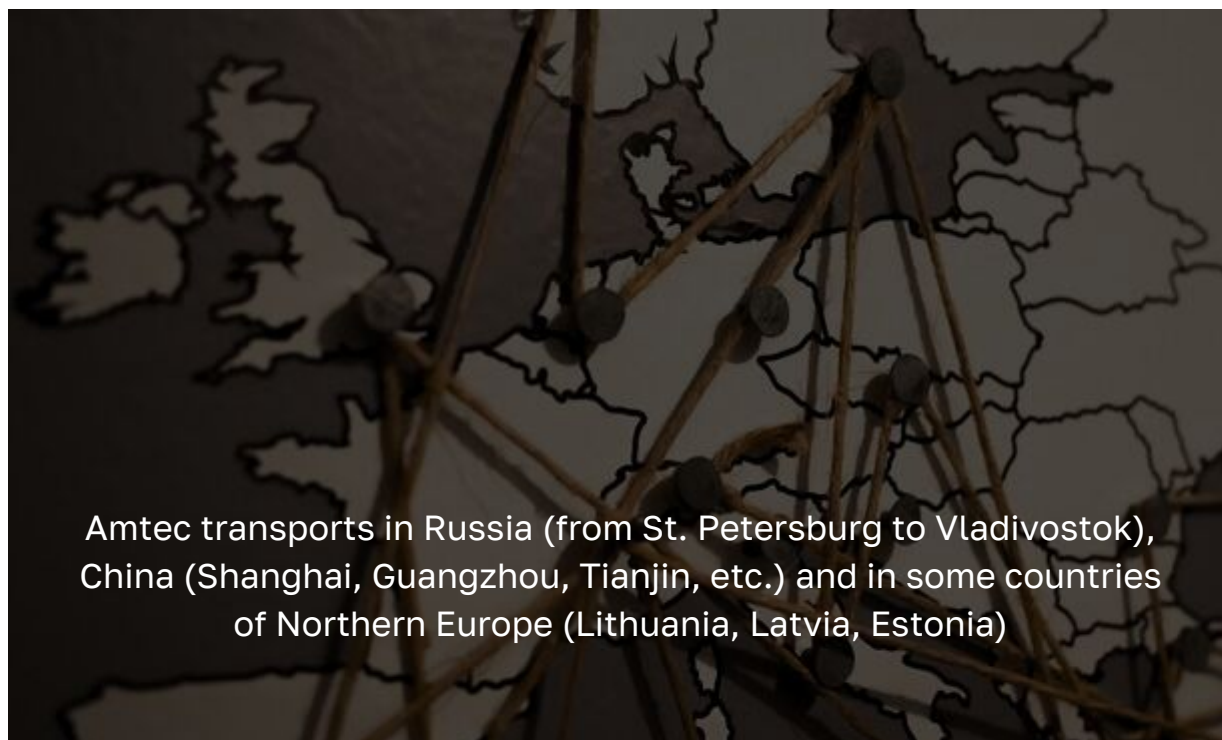 Amtec transports in Russia (from St. Petersburg to Vladivostok),
China (Shanghai, Guangzhou, Tianjin, etc.) and in some countries
of Northern Europe (Lithuania, Latvia, Estonia)